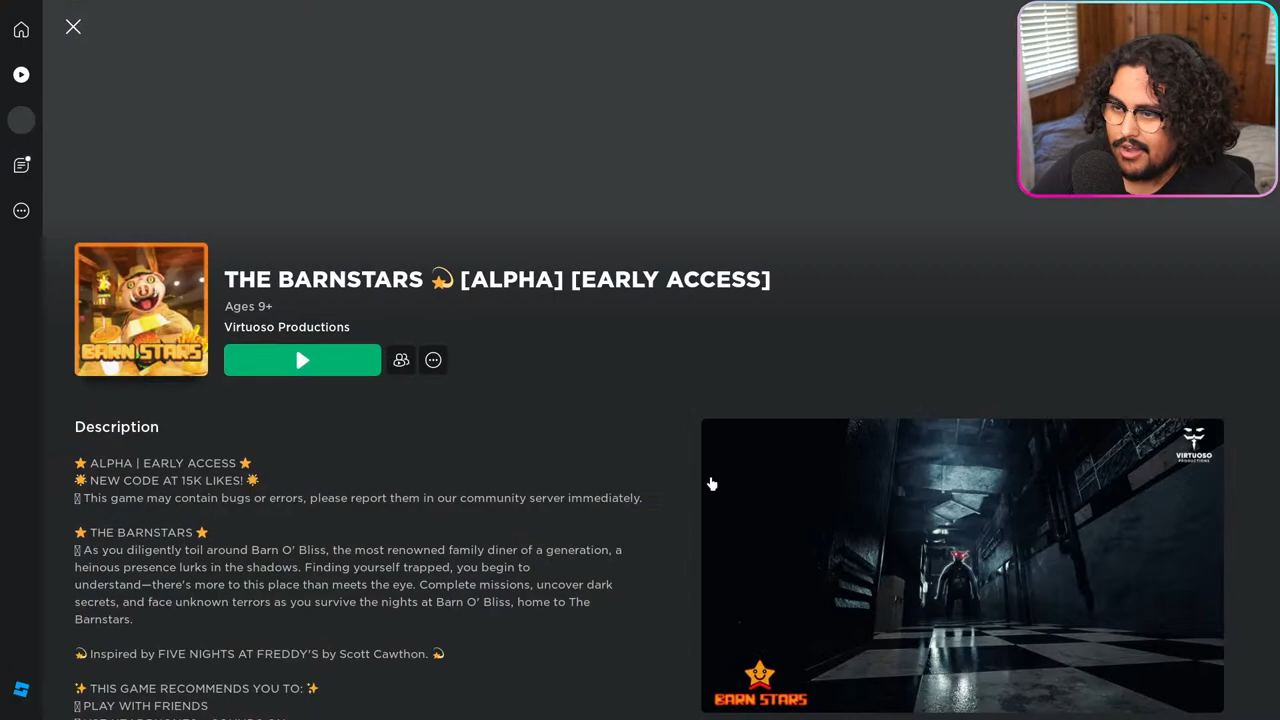 THE BARNSTARS 💫 [ALPHA] [EARLY ACCESS]
Ages 9+
Virtuoso Productions
BARN STARS
Description
⭐ ALPHA | EARLY ACCESS ⭐
🌟 NEW CODE AT 15K LIKES! 🌟
This game may contain bugs or errors, please report them in our community server immediately.
⭐ THE BARNSTARS ⭐
As you diligently toil around Barn O' Bliss, the most renowned family diner of a generation, a
heinous presence lurks in the shadows. Finding yourself trapped, you begin to
understand—there's more to this place than meets the eye. Complete missions, uncover dark
secrets, and face unknown terrors as you survive the nights at Barn O' Bliss, home to The
Barnstars.
💫 Inspired by FIVE NIGHTS AT FREDDY'S by Scott Cawthon. 💫
✨ THIS GAME RECOMMENDS YOU TO: ✨
PLAY WITH FRIENDS
VIRTUOSO
PRODUCTIONS
BARN STARS